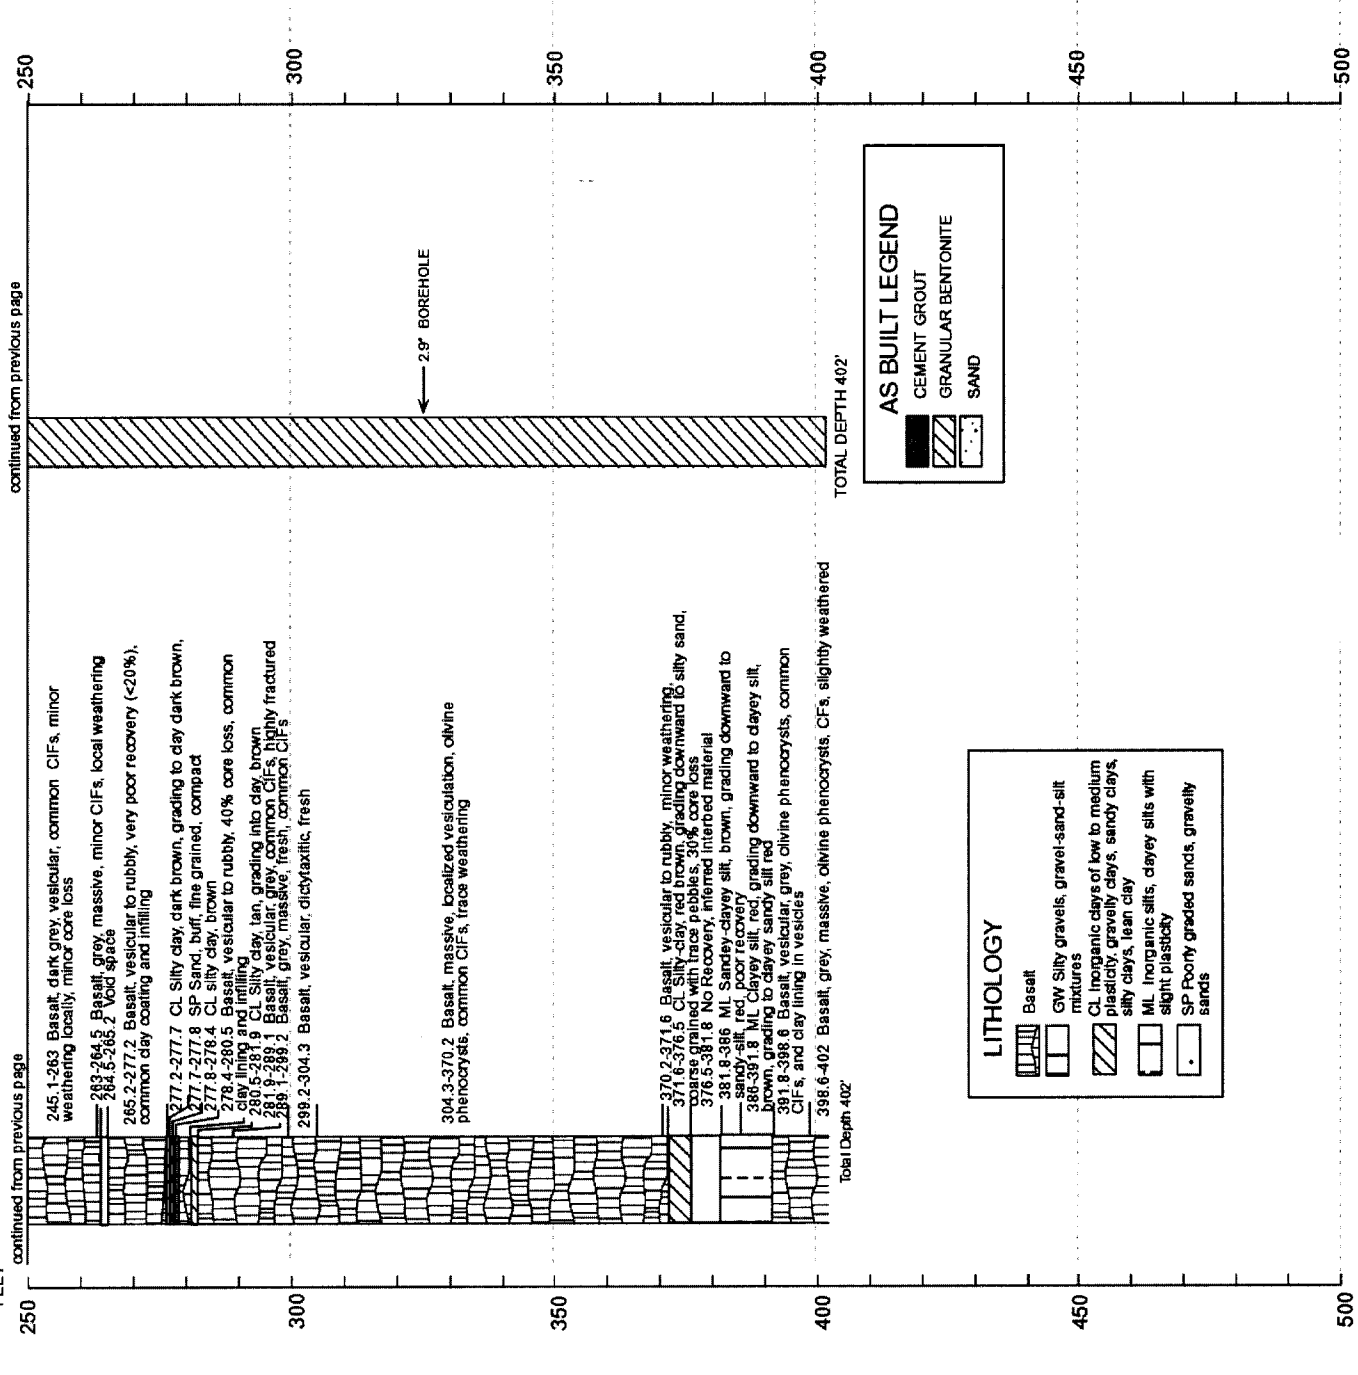 FEET
continued from previous page
continued from previous page
250
250
245.1-263 Basalt, dark grey, vesicular, common CIFs, minor
weathering locally, minor core loss
263-264.5 Basalt, grey, massive, minor CIFs, local weathering
264.5-265.2 Void space
265.2-277.2 Basalt, vesicular to rubbly, very poor recovery (<20%),
common clay coating and infilling
277.2-277.7 CL Silty clay, dark brown, grading to clay dark brown,
277.7-277.8 SP Sand, buff, fine grained, compact
277.8-278.4 CL silty clay, brown
278.4-280.5 Basalt, vesicular to rubbly, 40% core loss, common
clay lining and infilling
280.5-281.9 CL Silty clay, tan, grading into clay, brown
281.9-289.1 Basalt, vesicular, grey, common CIFs, highly fractured
289.1-299.2 Basalt, grey, massive, fresh, common CIFs
300
300
299.2-304.3 Basalt, vesicular, dictytaxitic, fresh
304.3-370.2 Basalt, massive, localized vesiculation, olivine
phenocrysts, common CIFs, trace weathering
2.9" BOREHOLE
350
350
370.2-371.6 Basalt, vesicular to rubbly, minor weathering,
371.6-376.5 CL Silty-clay, red brown, grading downward to silty sand,
coarse grained with trace pebbles, 30% core loss
376.5-381.8 No Recovery, inferred interbed material
381.8-386 ML Sandey-clayey silt, brown, grading downward to
sandy-silt, red, poor recovery
386-391.8 ML Clayey silt, red, grading downward to clayey silt,
brown, grading to clayey sandy silt red
391.8-398.6 Basalt, vesicular, grey, olivine phenocrysts, common
CIFs, and clay lining in vesicles
398.6-402 Basalt, grey, massive, olivine phenocrysts, CFs, slightly weathered
400
400
Total Depth 402'
TOTAL DEPTH 402'
AS BUILT LEGEND
CEMENT GROUT
GRANULAR BENTONITE
SAND
LITHOLOGY
Basalt
GW Silty gravels, gravel-sand-silt
mixtures
CL Inorganic clays of low to medium
plasticity, gravelly clays, sandy clays,
silty clays, lean clay
ML Inorganic silts, clayey silts with
slight plasticity
SP Poorly graded sands, gravelly
sands
450
450
500
500